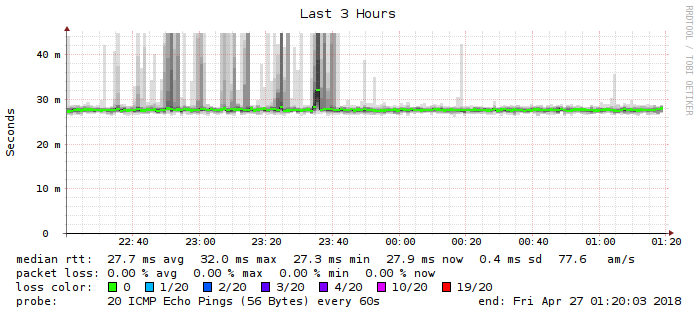 Last 3 Hours
RRDTOOL / TOBI OETIKER
Seconds
40 m
30 m
20 m
10 m
0
22:40 23:00 23:20 23:40 00:00 00:20 00:40 01:00 01:20
median rtt: 27.7 ms avg 32.0 ms max 27.3 ms min 27.9 ms now 0.4 ms sd 77.6 am/s
packet loss: 0.00 % avg 0.00 % max 0.00 % min 0.00 % now
loss color: 0 1/20 2/20 3/20 4/20 10/20 19/20
probe: 20 ICMP Echo Pings (56 Bytes) every 60s end: Fri Apr 27 01:20:03 2018